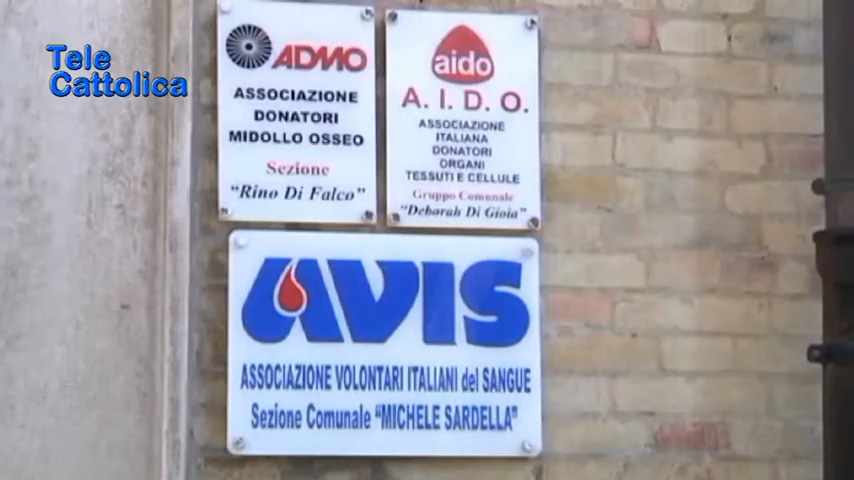 Tele
Cattolica
ADMO
ASSOCIAZIONE
DONATORI
MIDOLLO OSSEO
Sezione
"Rino Di Falco"
aido
A. I. D. O.
ASSOCIAZIONE
ITALIANA
DONATORI
ORGANI
TESSUTI E CELLULE
Gruppo Comunale
"Deborah Di Gioia"
AVIS
ASSOCIAZIONE VOLONTARI ITALIANI del SANGUE
Sezione Comunale "MICHELE SARDELLA"